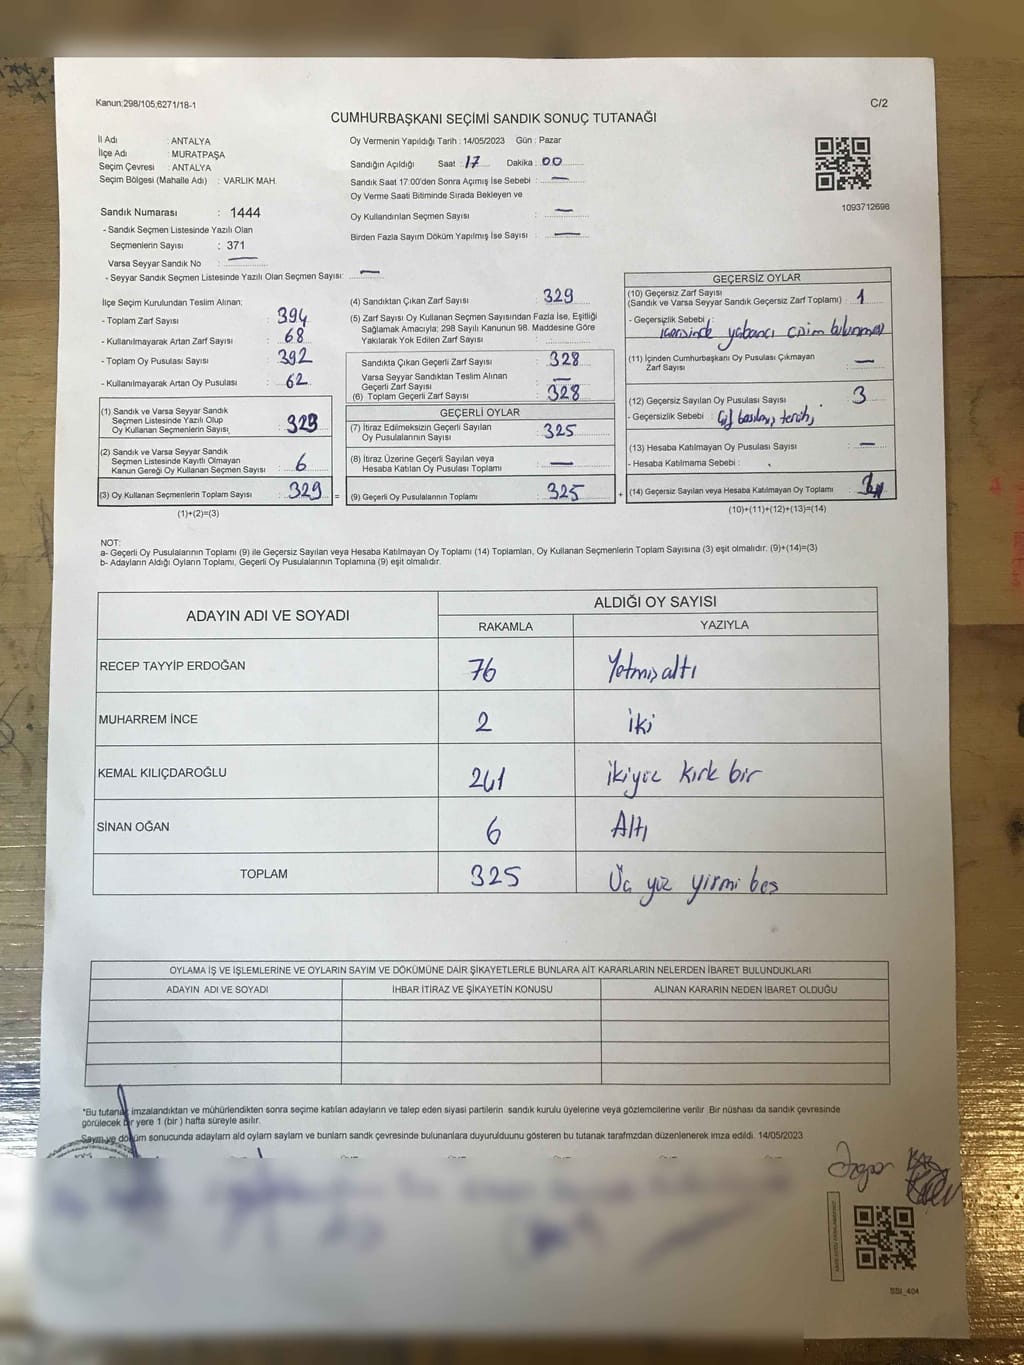 Kanun;298/105;6271/18-1
C/2
CUMHURBAŞKANI SEÇİMİ SANDIK SONUÇ TUTANAĞI
İl Adı : ANTALYA
İlçe Adı : MURATPAŞA
Seçim Çevresi : ANTALYA
Seçim Bölgesi (Mahalle Adı) : VARLIK MAH.
Sandık Numarası : 1444
- Sandık Seçmen Listesinde Yazılı Olan
Seçmenlerin Sayısı : 371
Varsa Seyyar Sandık No : —
- Seyyar Sandık Seçmen Listesinde Yazılı Olan Seçmen Sayısı: —
Oy Vermenin Yapıldığı Tarih : 14/05/2023 Gün : Pazar
Sandığın Açıldığı Saat : 17 Dakika : 00
Sandık Saat 17:00'den Sonra Açımış İse Sebebi : —
Oy Verme Saati Bitiminde Sırada Bekleyen ve
Oy Kullandırılan Seçmen Sayısı : —
Birden Fazla Sayım Döküm Yapılmış İse Sayısı : —
1093712698
İlçe Seçim Kurulundan Teslim Alınan;
- Toplam Zarf Sayısı : 394
- Kullanılmayarak Artan Zarf Sayısı : 68
- Toplam Oy Pusulası Sayısı : 392
- Kullanılmayarak Artan Oy Pusulası : 62
(1) Sandık ve Varsa Seyyar Sandık
Seçmen Listesinde Yazılı Olup
Oy Kullanan Seçmenlerin Sayısı :
(2) Sandık ve Varsa Seyyar Sandık
Seçmen Listesinde Kayıtlı Olmayan
Kanun Gereği Oy Kullanan Seçmen Sayısı : 6
(3) Oy Kullanan Seçmenlerin Toplam Sayısı : 329 =
(1)+(2)=(3)
(4) Sandıktan Çıkan Zarf Sayısı : 329
(5) Zarf Sayısı Oy Kullanan Seçmen Sayısından Fazla İse, Eşitliği
Sağlamak Amacıyla; 298 Sayılı Kanunun 98. Maddesine Göre
Yakılarak Yok Edilen Zarf Sayısı :
Sandıkta Çıkan Geçerli Zarf Sayısı : 328
Varsa Seyyar Sandıktan Teslim Alınan
Geçerli Zarf Sayısı : —
(6) Toplam Geçerli Zarf Sayısı : 328
GEÇERLİ OYLAR
(7) İtiraz Edilmeksizin Geçerli Sayılan
Oy Pusulalarının Sayısı : 325
(8) İtiraz Üzerine Geçerli Sayılan veya
Hesaba Katılan Oy Pusulası Toplamı : —
(9) Geçerli Oy Pusulalarının Toplamı : 325 +
GEÇERSİZ OYLAR
(10) Geçersiz Zarf Sayısı
(Sandık ve Varsa Seyyar Sandık Geçersiz Zarf Toplamı) : 1
- Geçersizlik Sebebi :
içerisinde yabancı cisim bulunması
(11) İçinden Cumhurbaşkanı Oy Pusulası Çıkmayan
Zarf Sayısı : —
(12) Geçersiz Sayılan Oy Pusulası Sayısı : 3
- Geçersizlik Sebebi : Çift basılmış tercih,
(13) Hesaba Katılmayan Oy Pusulası Sayısı : —
- Hesaba Katılmama Sebebi :
(14) Geçersiz Sayılan veya Hesaba Katılmayan Oy Toplamı :
(10)+(11)+(12)+(13)=(14)
NOT:
a- Geçerli Oy Pusulalarının Toplamı (9) ile Geçersiz Sayılan veya Hesaba Katılmayan Oy Toplamı (14) Toplamları, Oy Kullanan Seçmenlerin Toplam Sayısına (3) eşit olmalıdır. (9)+(14)=(3)
b- Adayların Aldığı Oyların Toplamı, Geçerli Oy Pusulalarının Toplamına (9) eşit olmalıdır.
ADAYIN ADI VE SOYADI ALDIĞI OY SAYISI
RAKAMLA YAZIYLA
RECEP TAYYİP ERDOĞAN 76 Yetmiş altı
MUHARREM İNCE 2 iki
KEMAL KILIÇDAROĞLU 241 ikiyüz kırk bir
SİNAN OĞAN 6 Altı
TOPLAM 325 Üç yüz yirmi beş
OYLAMA İŞ VE İŞLEMLERİNE VE OYLARIN SAYIM VE DÖKÜMÜNE DAİR ŞİKAYETLERLE BUNLARA AİT KARARLARIN NELERDEN İBARET BULUNDUKLARI
ADAYIN ADI VE SOYADI İHBAR İTİRAZ VE ŞİKAYETİN KONUSU ALINAN KARARIN NEDEN İBARET OLDUĞU
*Bu tutanak imzalandıktan ve mühürlendikten sonra seçime katılan adayların ve talep eden siyasi partilerin sandık kurulu üyelerine veya gözlemcilerine verilir .Bir nüshası da sandık çevresinde
görülecek bir yere 1 (bir ) hafta süreyle asılır.
Sayım ve döküm sonucunda adayların ald oyların sayları ve bunların sandk çevresinde bulunanlara duyurulduunu gösteren bu tutanak tarafmzdan düzenlenerek imza edildi. 14/05/2023
SSI_404